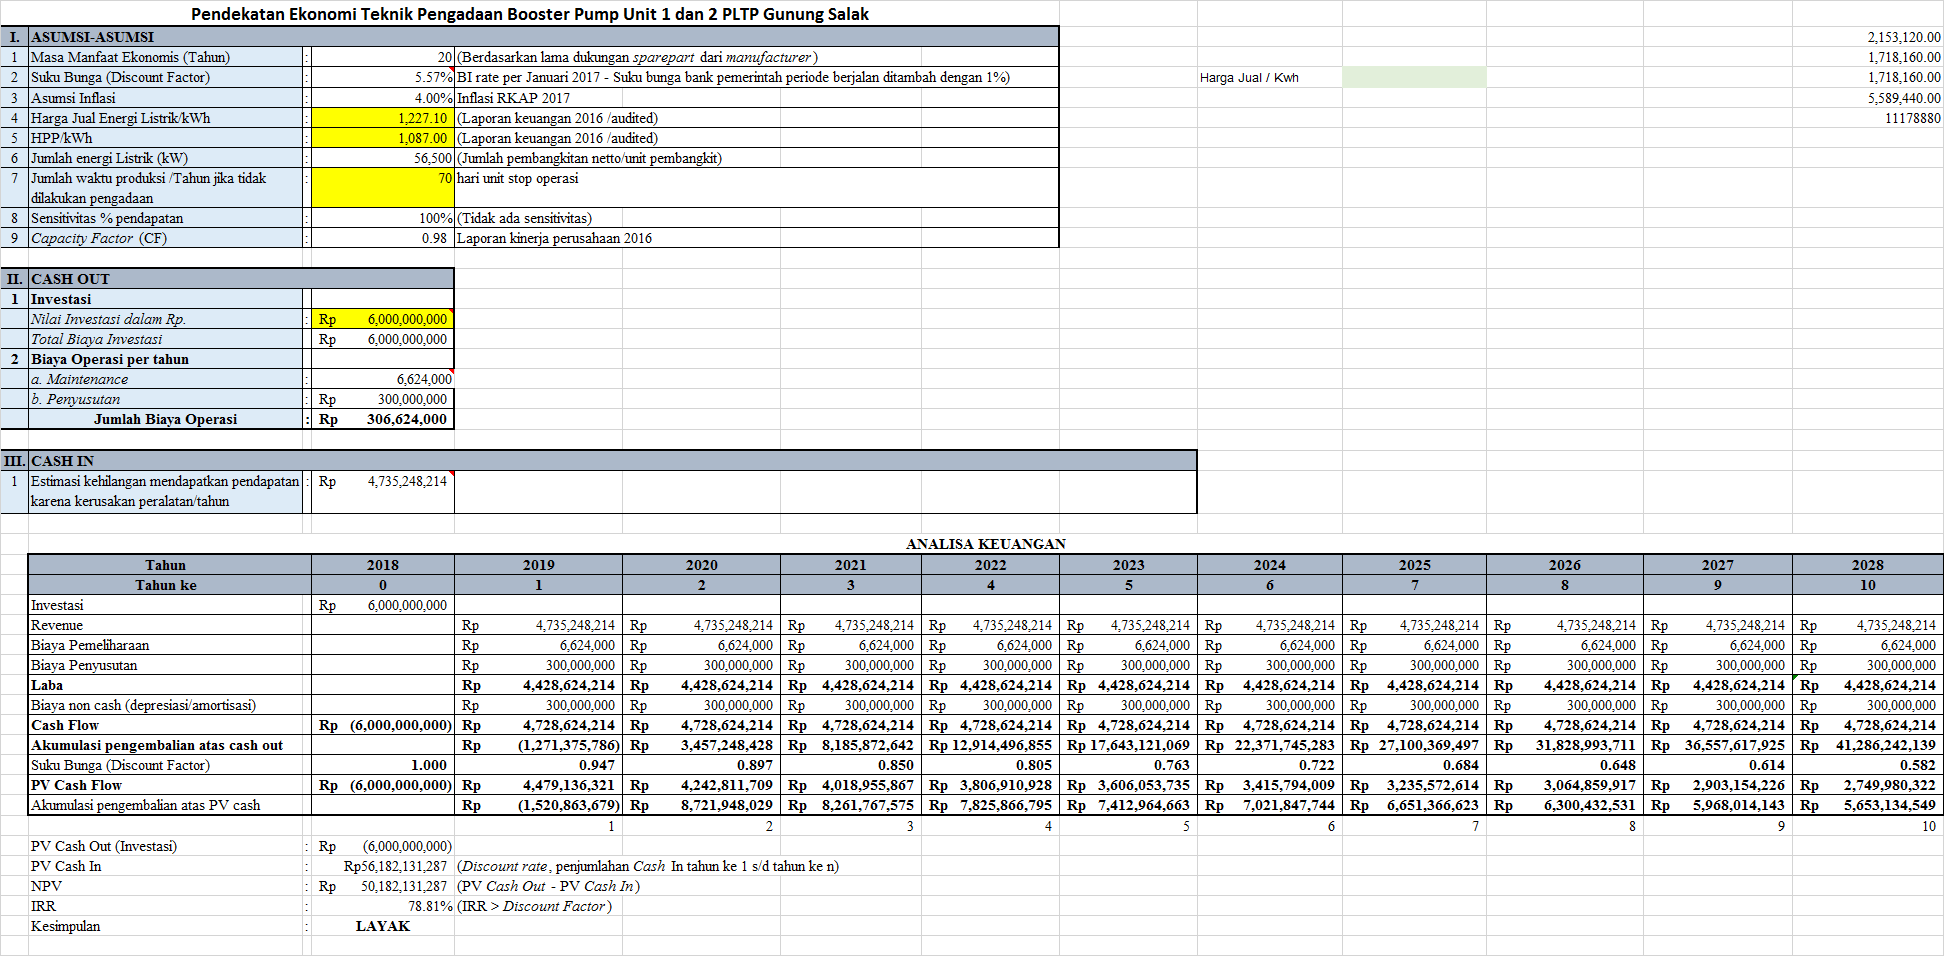 Pendekatan Ekonomi Teknik Pengadaan Booster Pump Unit 1 dan 2 PLTP Gunung Salak
I. ASUMSI-ASUMSI
2,153,120.00
1 Masa Manfaat Ekonomis (Tahun) : 20 (Berdasarkan lama dukungan sparepart dari manufacturer)
1,718,160.00
2 Suku Bunga (Discount Factor) : 5.57% BI rate per Januari 2017 - Suku bunga bank pemerintah periode berjalan ditambah dengan 1%) Harga Jual / Kwh 1,718,160.00
3 Asumsi Inflasi : 4.00% Inflasi RKAP 2017 5,589,440.00
4 Harga Jual Energi Listrik/kWh : 1,227.10 (Laporan keuangan 2016 /audited) 11178880
5 HPP/kWh : 1,087.00 (Laporan keuangan 2016 /audited)
6 Jumlah energi Listrik (kW) : 56,500 (Jumlah pembangkitan netto/unit pembangkit)
7 Jumlah waktu produksi /Tahun jika tidak : 70 hari unit stop operasi
dilakukan pengadaan
8 Sensitivitas % pendapatan : 100% (Tidak ada sensitivitas)
9 Capacity Factor (CF) : 0.98 Laporan kinerja perusahaan 2016
II. CASH OUT
1 Investasi
Nilai Investasi dalam Rp. : Rp 6,000,000,000
Total Biaya Investasi : Rp 6,000,000,000
2 Biaya Operasi per tahun
a. Maintenance : 6,624,000
b. Penyusutan : Rp 300,000,000
Jumlah Biaya Operasi : Rp 306,624,000
III. CASH IN
1 Estimasi kehilangan mendapatkan pendapatan : Rp 4,735,248,214
karena kerusakan peralatan/tahun
ANALISA KEUANGAN
Tahun 2018 2019 2020 2021 2022 2023 2024 2025 2026 2027 2028
Tahun ke 0 1 2 3 4 5 6 7 8 9 10
Investasi Rp 6,000,000,000
Revenue Rp 4,735,248,214 Rp 4,735,248,214 Rp 4,735,248,214 Rp 4,735,248,214 Rp 4,735,248,214 Rp 4,735,248,214 Rp 4,735,248,214 Rp 4,735,248,214 Rp 4,735,248,214 Rp 4,735,248,214
Biaya Pemeliharaan Rp 6,624,000 Rp 6,624,000 Rp 6,624,000 Rp 6,624,000 Rp 6,624,000 Rp 6,624,000 Rp 6,624,000 Rp 6,624,000 Rp 6,624,000 Rp 6,624,000
Biaya Penyusutan Rp 300,000,000 Rp 300,000,000 Rp 300,000,000 Rp 300,000,000 Rp 300,000,000 Rp 300,000,000 Rp 300,000,000 Rp 300,000,000 Rp 300,000,000 Rp 300,000,000
Laba Rp 4,428,624,214 Rp 4,428,624,214 Rp 4,428,624,214 Rp 4,428,624,214 Rp 4,428,624,214 Rp 4,428,624,214 Rp 4,428,624,214 Rp 4,428,624,214 Rp 4,428,624,214 Rp 4,428,624,214
Biaya non cash (depresiasi/amortisasi) Rp 300,000,000 Rp 300,000,000 Rp 300,000,000 Rp 300,000,000 Rp 300,000,000 Rp 300,000,000 Rp 300,000,000 Rp 300,000,000 Rp 300,000,000 Rp 300,000,000
Cash Flow Rp (6,000,000,000) Rp 4,728,624,214 Rp 4,728,624,214 Rp 4,728,624,214 Rp 4,728,624,214 Rp 4,728,624,214 Rp 4,728,624,214 Rp 4,728,624,214 Rp 4,728,624,214 Rp 4,728,624,214 Rp 4,728,624,214
Akumulasi pengembalian atas cash out Rp (1,271,375,786) Rp 3,457,248,428 Rp 8,185,872,642 Rp 12,914,496,855 Rp 17,643,121,069 Rp 22,371,745,283 Rp 27,100,369,497 Rp 31,828,993,711 Rp 36,557,617,925 Rp 41,286,242,139
Suku Bunga (Discount Factor) 1.000 0.947 0.897 0.850 0.805 0.763 0.722 0.684 0.648 0.614 0.582
PV Cash Flow Rp (6,000,000,000) Rp 4,479,136,321 Rp 4,242,811,709 Rp 4,018,955,867 Rp 3,806,910,928 Rp 3,606,053,735 Rp 3,415,794,009 Rp 3,235,572,614 Rp 3,064,859,917 Rp 2,903,154,226 Rp 2,749,980,322
Akumulasi pengembalian atas PV cash Rp (1,520,863,679) Rp 8,721,948,029 Rp 8,261,767,575 Rp 7,825,866,795 Rp 7,412,964,663 Rp 7,021,847,744 Rp 6,651,366,623 Rp 6,300,432,531 Rp 5,968,014,143 Rp 5,653,134,549
1 2 3 4 5 6 7 8 9 10
PV Cash Out (Investasi) : Rp (6,000,000,000)
PV Cash In : Rp56,182,131,287 (Discount rate, penjumlahan Cash In tahun ke 1 s/d tahun ke n)
NPV : Rp 50,182,131,287 (PV Cash Out - PV Cash In)
IRR : 78.81% (IRR > Discount Factor)
Kesimpulan : LAYAK